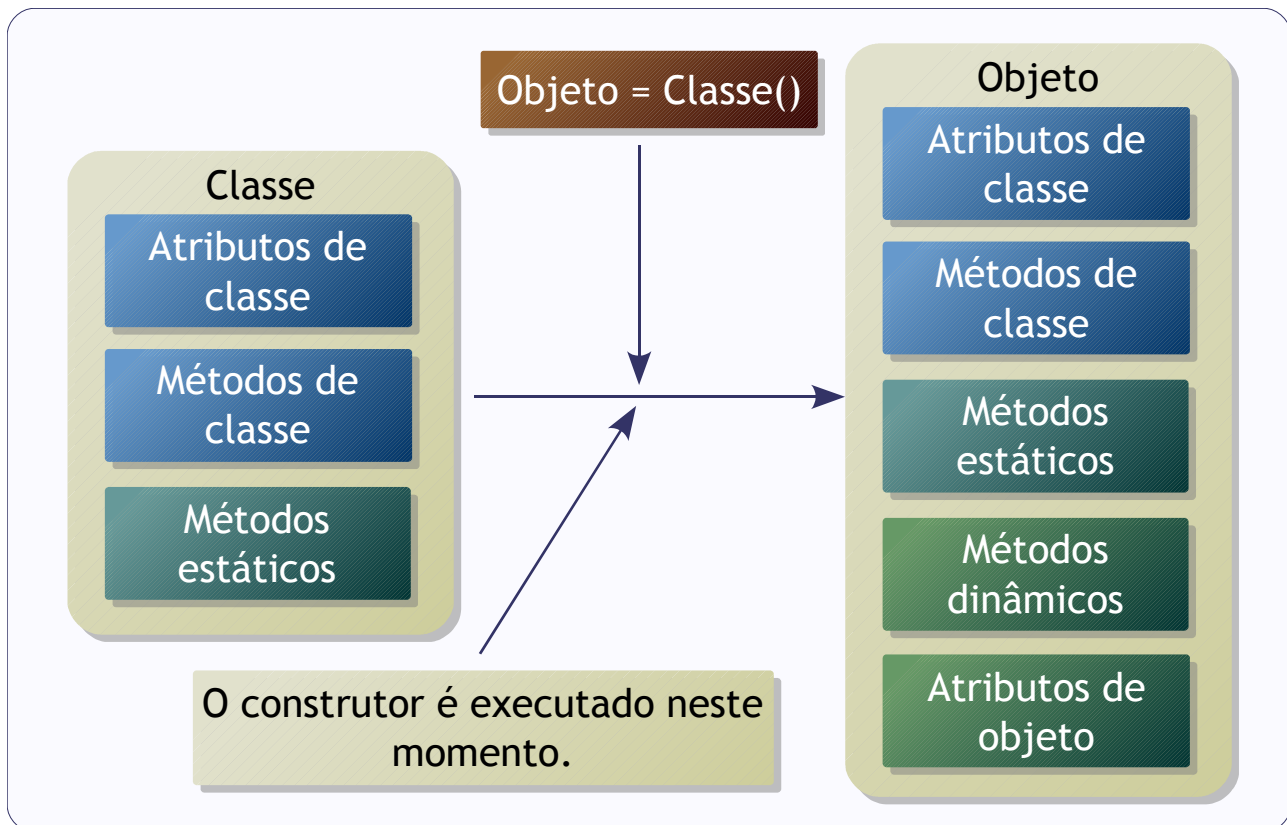 Objeto = Classe()
Classe
Atributos de
classe
Métodos de
classe
Métodos
estáticos
O construtor é executado neste
momento.
Objeto
Atributos de
classe
Métodos de
classe
Métodos
estáticos
Métodos
dinâmicos
Atributos de
objeto